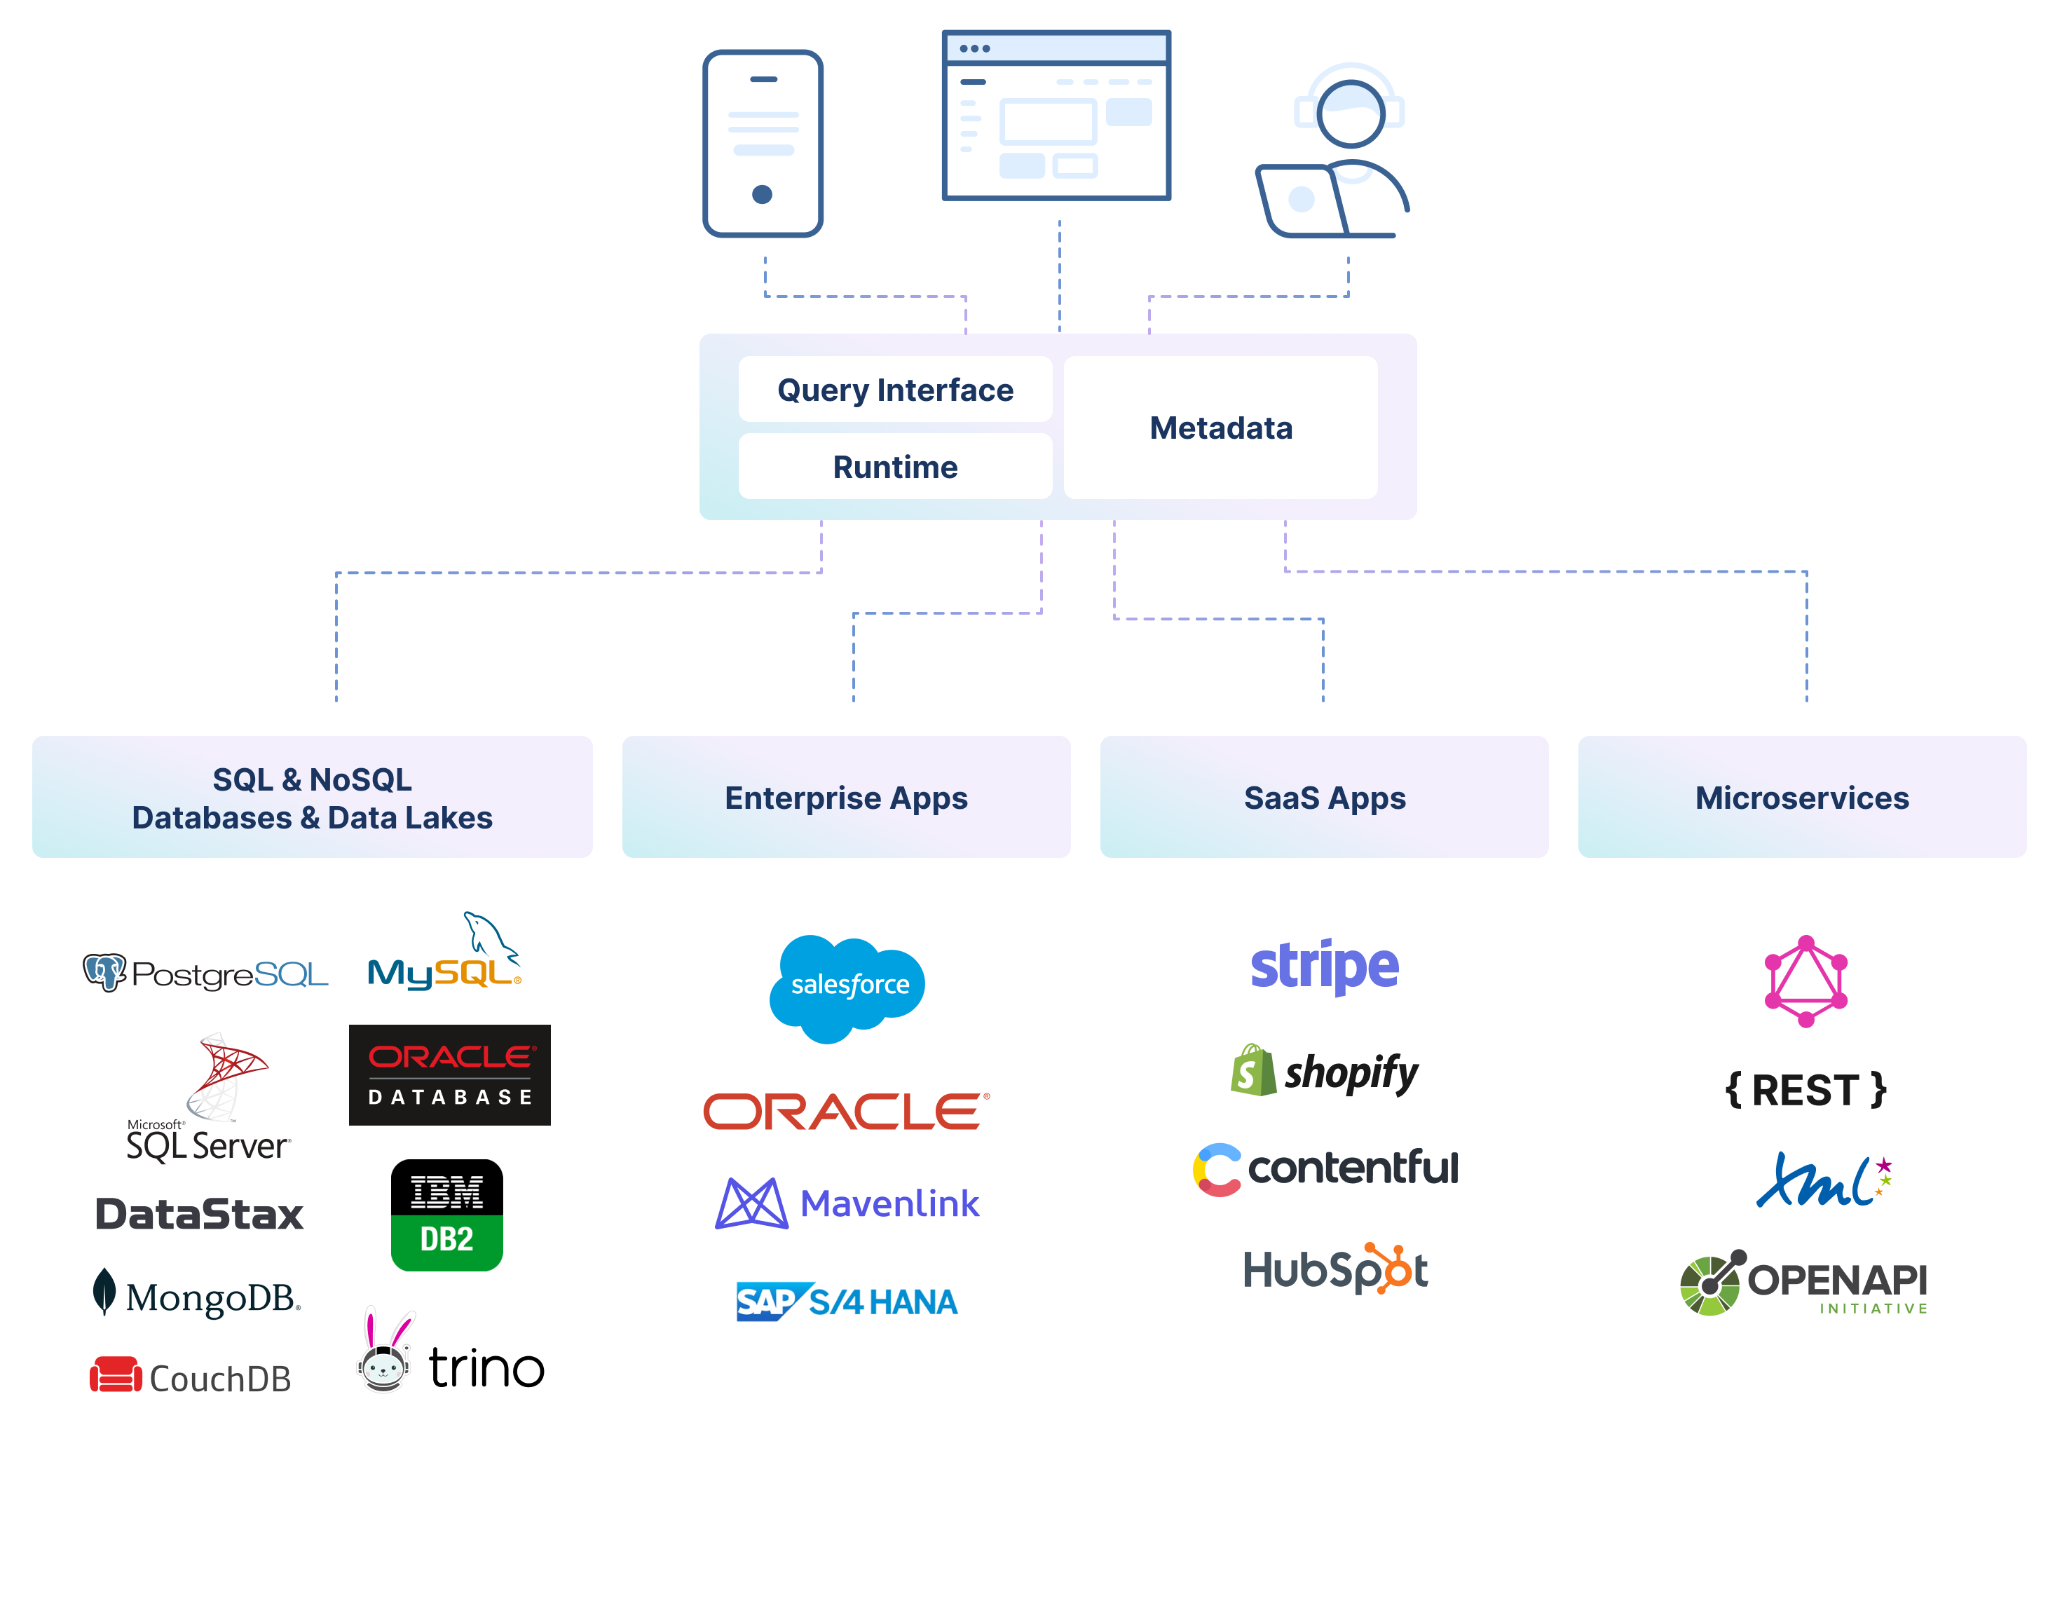 Query Interface
Runtime
Metadata
SQL & NoSQL
Databases & Data Lakes
Enterprise Apps
SaaS Apps
Microservices
PostgreSQL
MySQL®
Microsoft®
SQL Server®
ORACLE®
DATABASE
DataStax
IBM
DB2
MongoDB®
CouchDB
trino
salesforce
ORACLE®
Mavenlink
SAP S/4 HANA
stripe
shopify
contentful
HubSpot
{ REST }
xml
OPENAPI
INITIATIVE